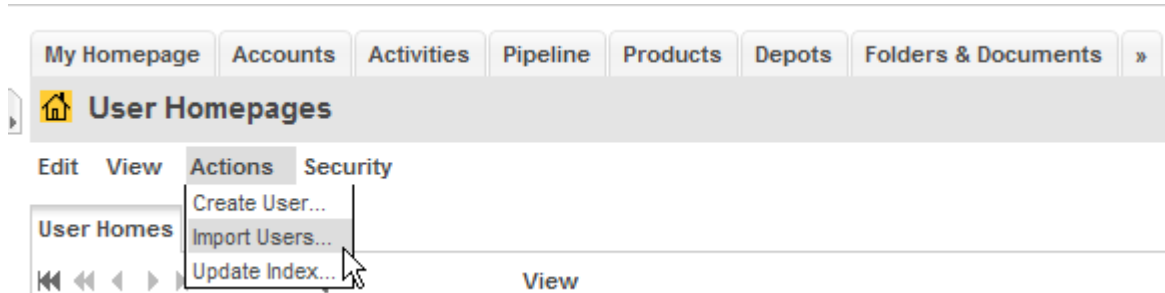 My Homepage Accounts Activities Pipeline Products Depots Folders & Documents »
User Homepages
Edit View Actions Security
Create User...
User Homes Import Users...
Update Index... View